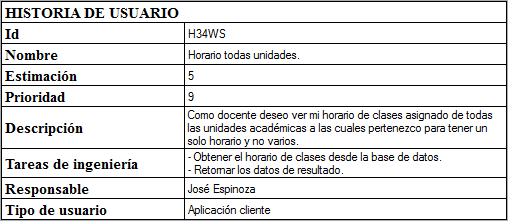 HISTORIA DE USUARIO
Id H34WS
Nombre Horario todas unidades.
Estimación 5
Prioridad 9
Descripción Como docente deseo ver mi horario de clases asignado de todas
las unidades académicas a las cuales pertenezco para tener un
solo horario y no varios.
Tareas de ingeniería - Obtener el horario de clases desde la base de datos.
- Retornar los datos de resultado.
Responsable José Espinoza
Tipo de usuario Aplicación cliente